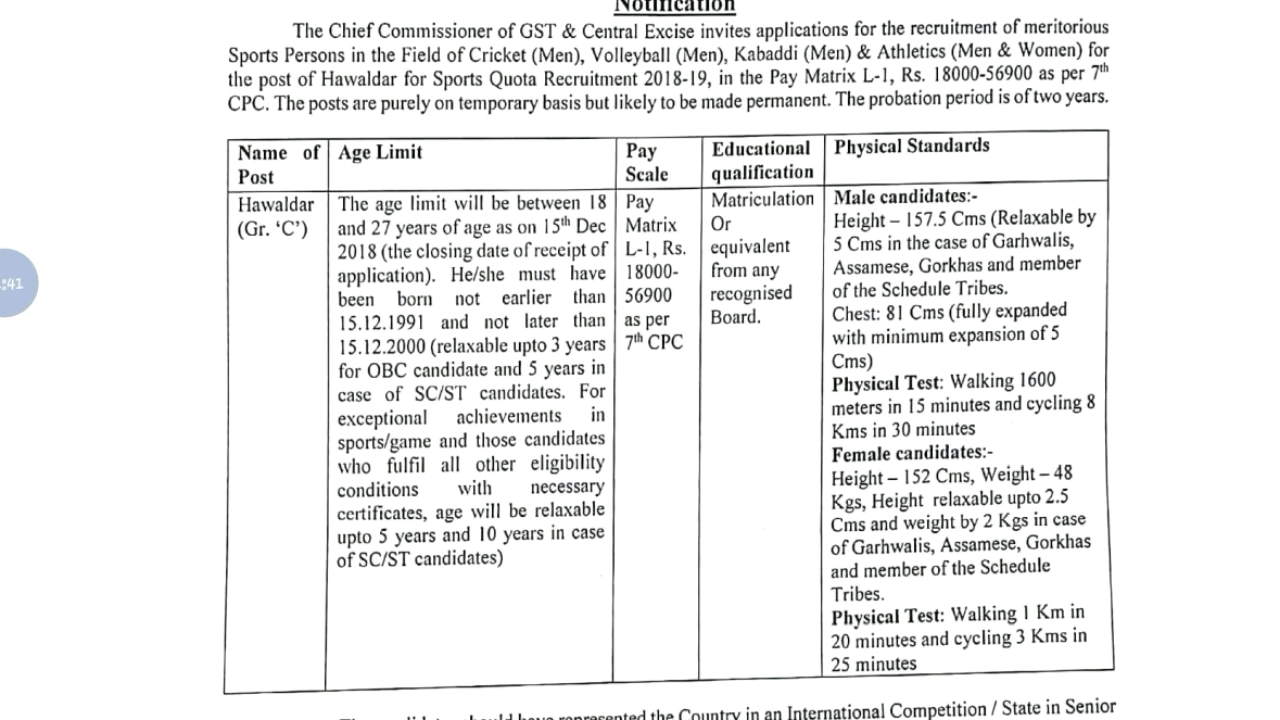 Notification
The Chief Commissioner of GST & Central Excise invites applications for the recruitment of meritorious
Sports Persons in the Field of Cricket (Men), Volleyball (Men), Kabaddi (Men) & Athletics (Men & Women) for
the post of Hawaldar for Sports Quota Recruitment 2018-19, in the Pay Matrix L-1, Rs. 18000-56900 as per 7th
CPC. The posts are purely on temporary basis but likely to be made permanent. The probation period is of two years.
Name of
Post
Age Limit
Pay
Scale
Educational
qualification
Physical Standards
Hawaldar
(Gr. ‘C’)
The age limit will be between 18
and 27 years of age as on 15th Dec
2018 (the closing date of receipt of
application). He/she must have
been born not earlier than
15.12.1991 and not later than
15.12.2000 (relaxable upto 3 years
for OBC candidate and 5 years in
case of SC/ST candidates. For
exceptional achievements in
sports/game and those candidates
who fulfil all other eligibility
conditions with necessary
certificates, age will be relaxable
upto 5 years and 10 years in case
of SC/ST candidates)
Pay
Matrix
L-1, Rs.
18000-
56900
as per
7th CPC
Matriculation
Or
equivalent
from any
recognised
Board.
Male candidates:-
Height – 157.5 Cms (Relaxable by
5 Cms in the case of Garhwalis,
Assamese, Gorkhas and member
of the Schedule Tribes.
Chest: 81 Cms (fully expanded
with minimum expansion of 5
Cms)
Physical Test: Walking 1600
meters in 15 minutes and cycling 8
Kms in 30 minutes
Female candidates:-
Height – 152 Cms, Weight – 48
Kgs, Height relaxable upto 2.5
Cms and weight by 2 Kgs in case
of Garhwalis, Assamese, Gorkhas
and member of the Schedule
Tribes.
Physical Test: Walking 1 Km in
20 minutes and cycling 3 Kms in
25 minutes
:41
should have represented the Country in an International Competition / State in Senior